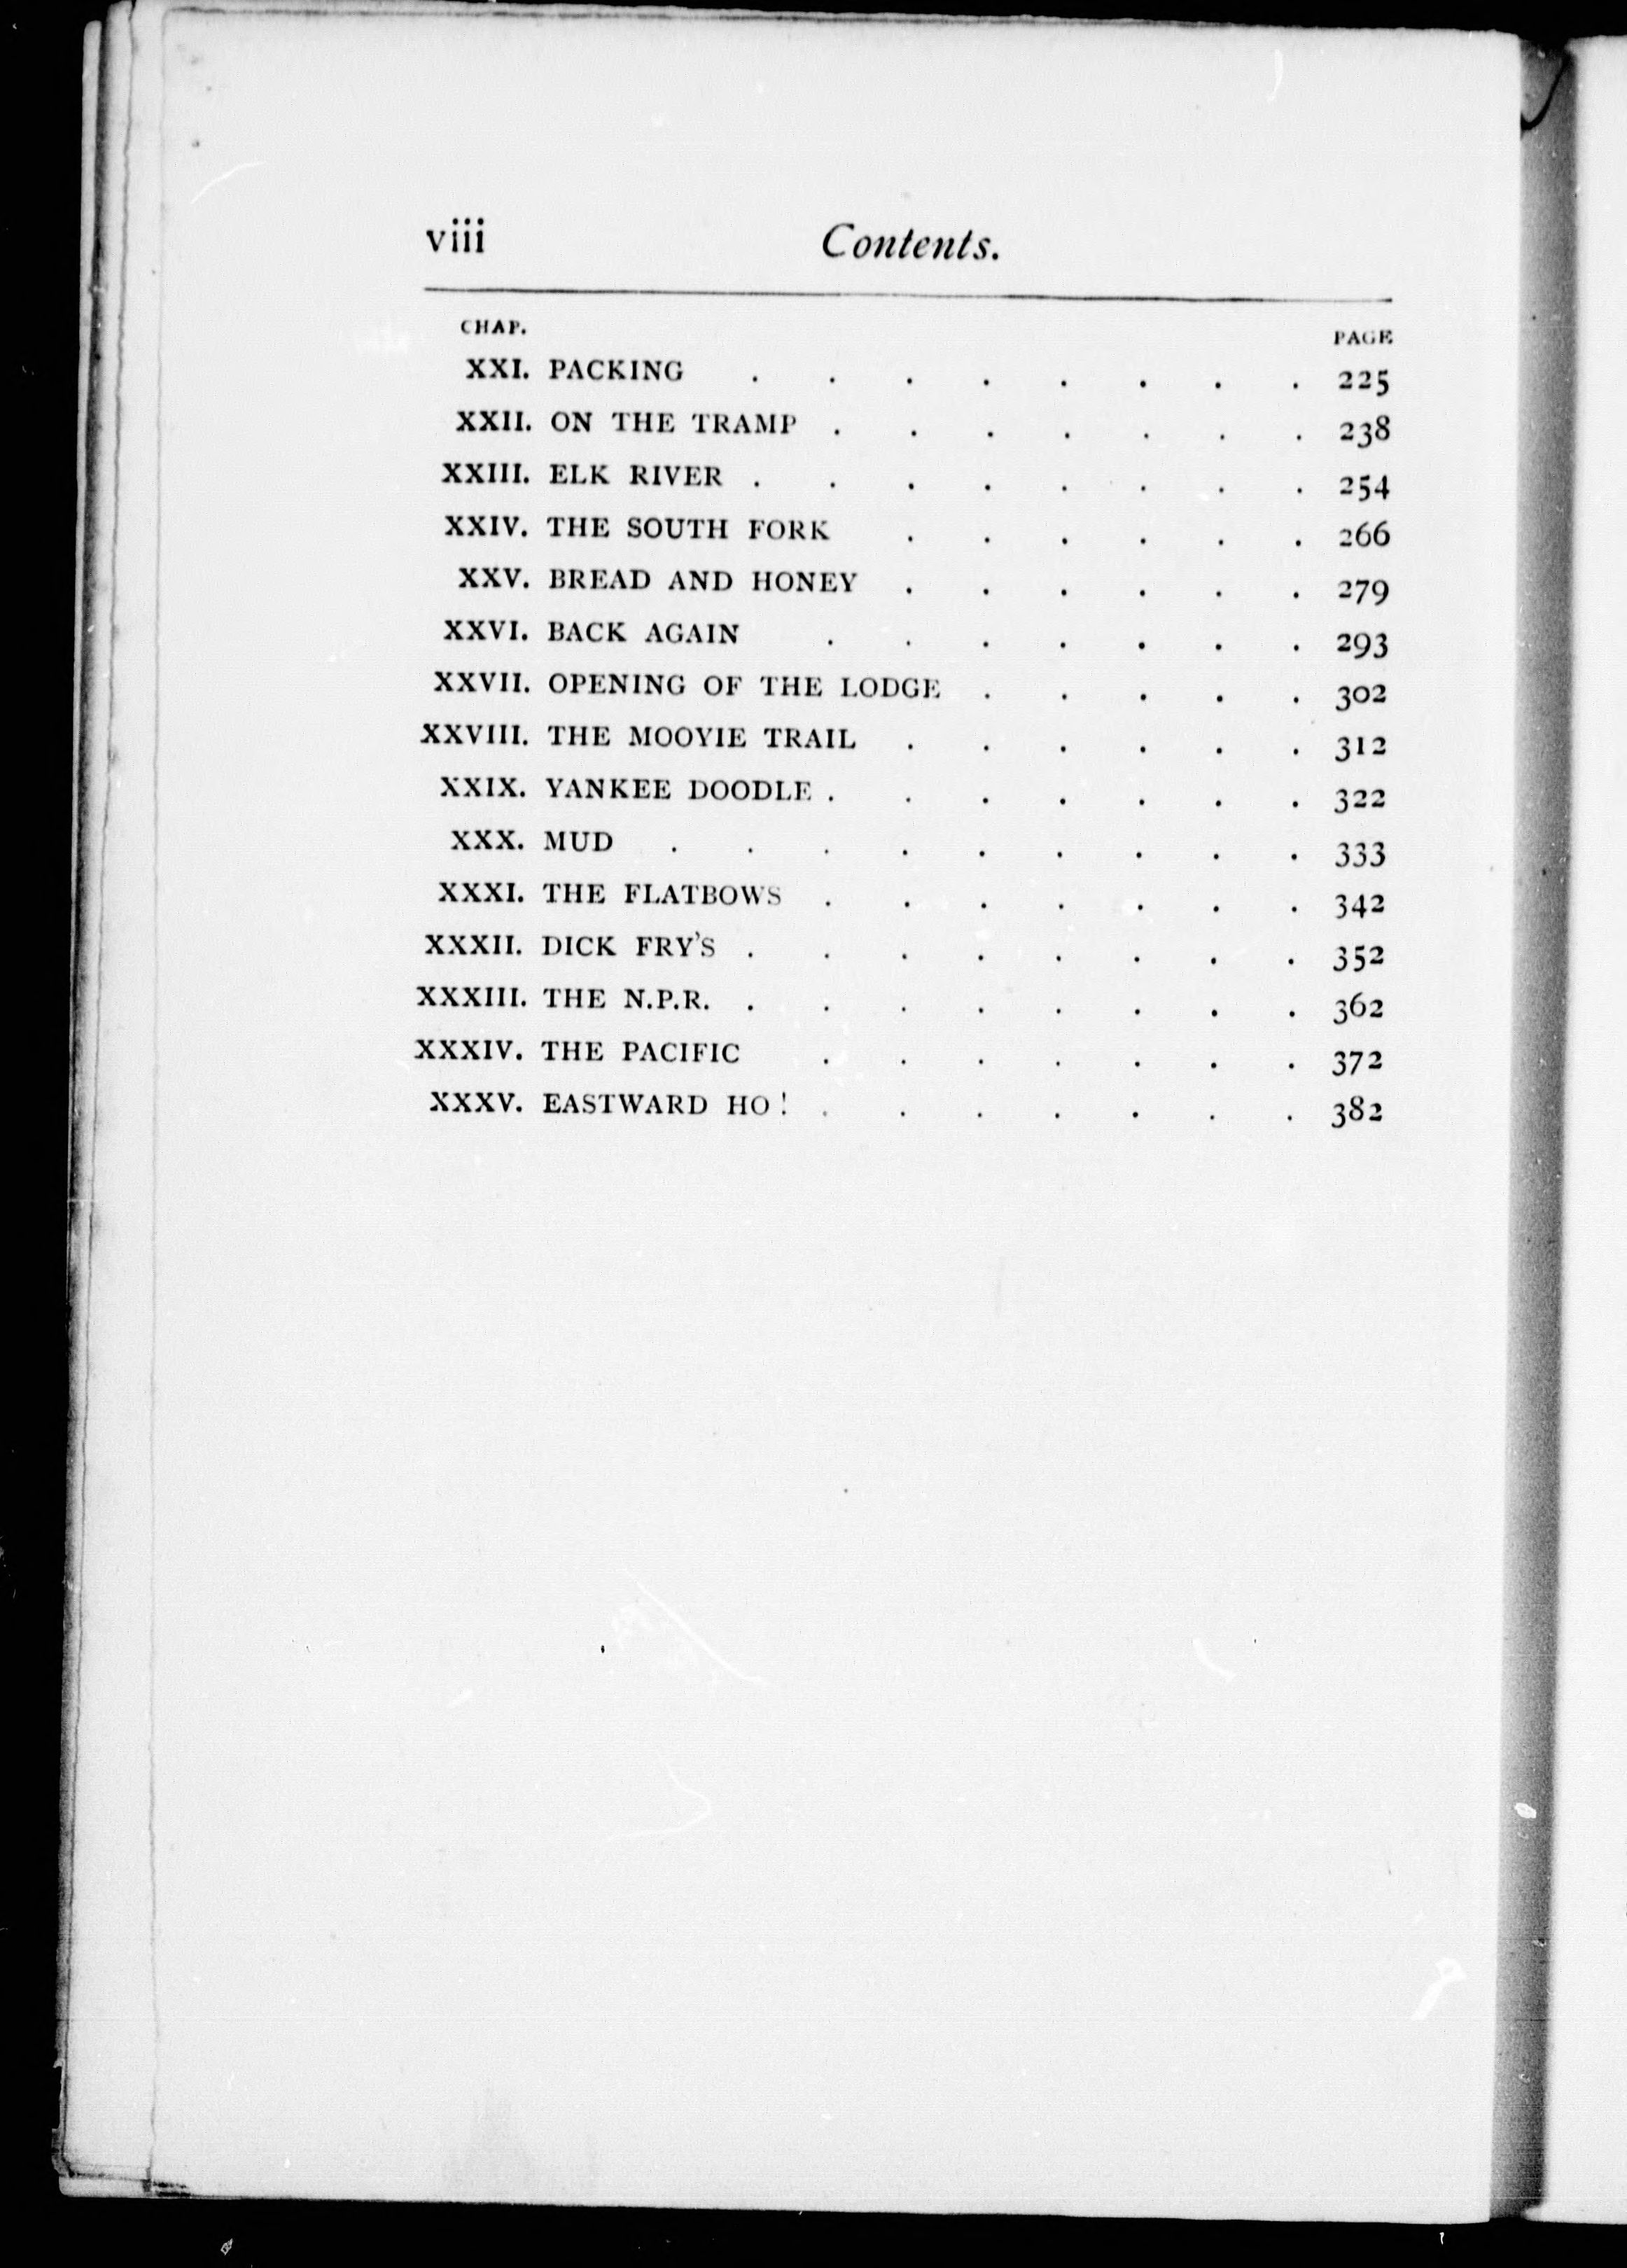 viii Contents.
CHAP. PAGE
XXI. PACKING . . . . . . . . 225
XXII. ON THE TRAMP . . . . . . . 238
XXIII. ELK RIVER . . . . . . . . 254
XXIV. THE SOUTH FORK . . . . . . 266
XXV. BREAD AND HONEY . . . . . . 279
XXVI. BACK AGAIN . . . . . . . 293
XXVII. OPENING OF THE LODGE . . . . . 302
XXVIII. THE MOOYIE TRAIL . . . . . . 312
XXIX. YANKEE DOODLE . . . . . . . 322
XXX. MUD . . . . . . . . . 333
XXXI. THE FLATBOWS . . . . . . . 342
XXXII. DICK FRY'S . . . . . . . . 352
XXXIII. THE N.P.R. . . . . . . . . 362
XXXIV. THE PACIFIC . . . . . . . 372
XXXV. EASTWARD HO! . . . . . . . 382